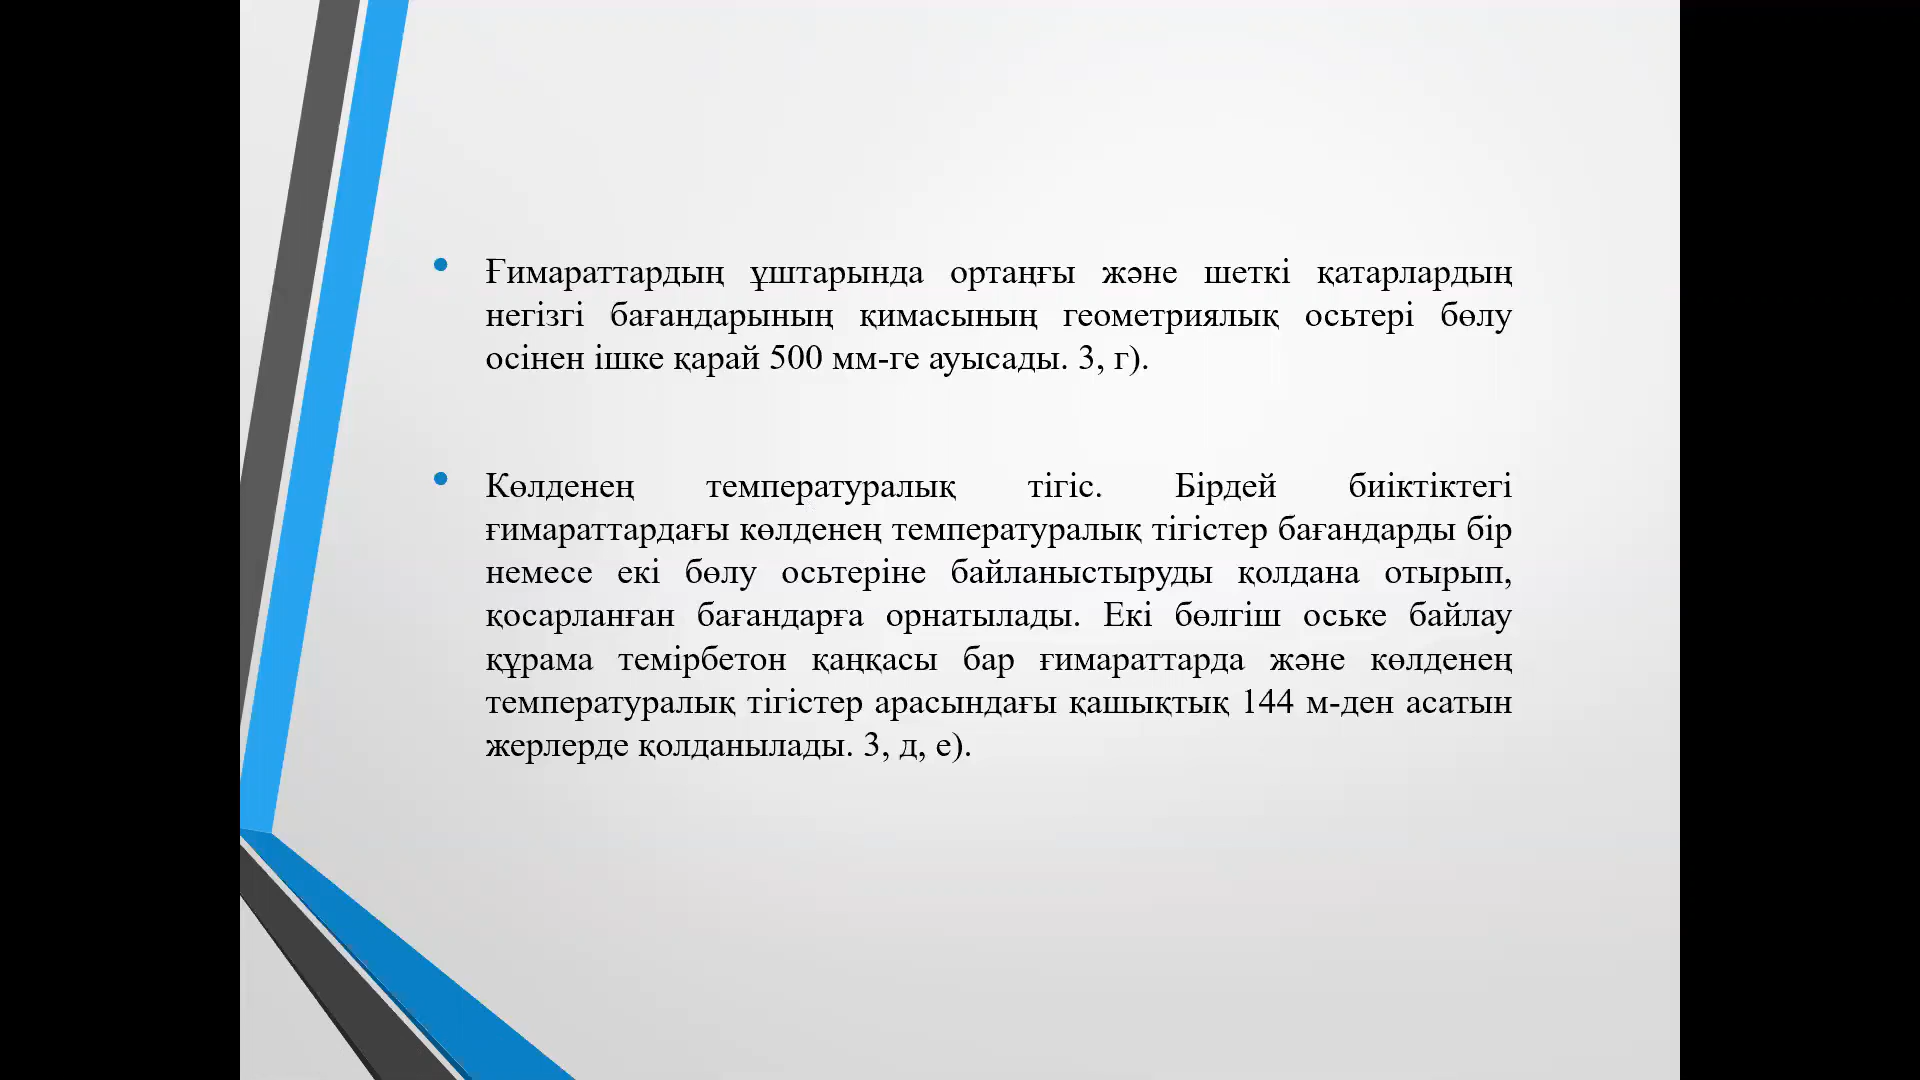 Ғимараттардың ұштарында ортаңғы және шеткі қатарлардың
негізгі бағандарының қимасының геометриялық осьтері бөлу
осінен ішке қарай 500 мм-ге ауысады. 3, г).
Көлденең температуралық тігіс. Бірдей биіктіктегі
ғимараттардағы көлденең температуралық тігістер бағандарды бір
немесе екі бөлу осьтеріне байланыстыруды қолдана отырып,
қосарланған бағандарға орнатылады. Екі бөлгіш оське байлау
құрама темірбетон қаңқасы бар ғимараттарда және көлденең
температуралық тігістер арасындағы қашықтық 144 м-ден асатын
жерлерде қолданылады. 3, д, е).